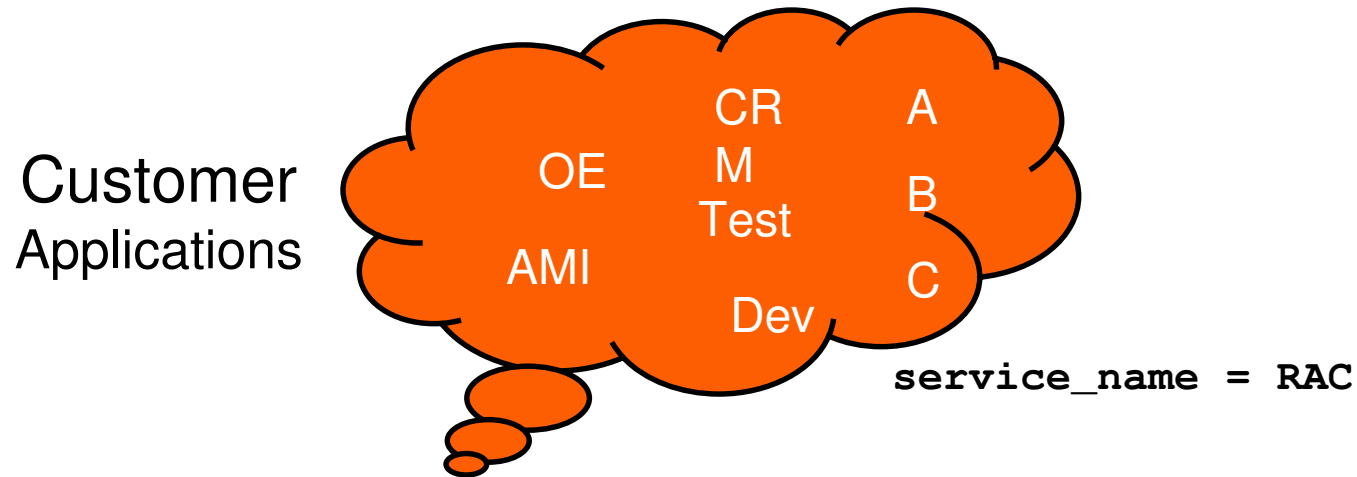 Customer
Applications
OE
AMI
CR
M
Test
Dev
A
B
C
service_name = RAC